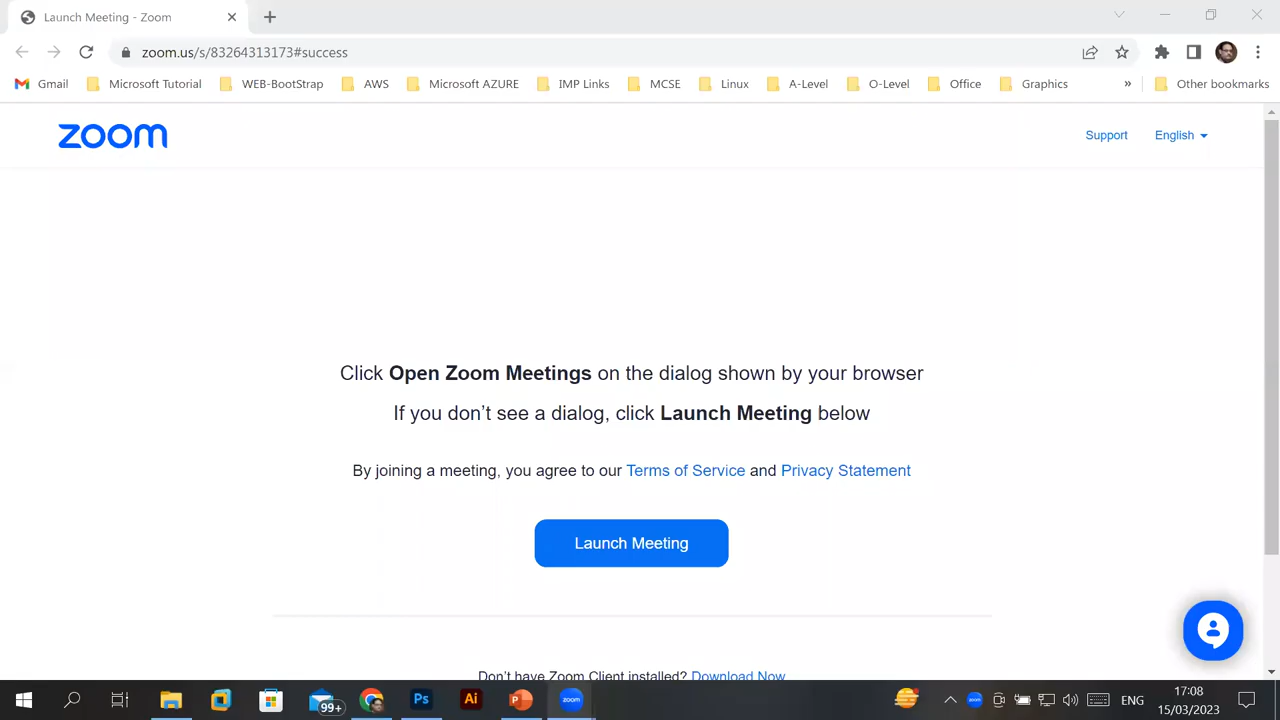 Launch Meeting - Zoom
zoom.us/s/83264313173#success
Gmail Microsoft Tutorial WEB-BootStrap AWS Microsoft AZURE IMP Links MCSE Linux A-Level O-Level Office Graphics » Other bookmarks
zoom Support English
Click Open Zoom Meetings on the dialog shown by your browser
If you don’t see a dialog, click Launch Meeting below
By joining a meeting, you agree to our Terms of Service and Privacy Statement
Launch Meeting
Don’t have Zoom Client installed? Download Now
99+ Ps Ai P zoom zoom ENG 17:08
15/03/2023